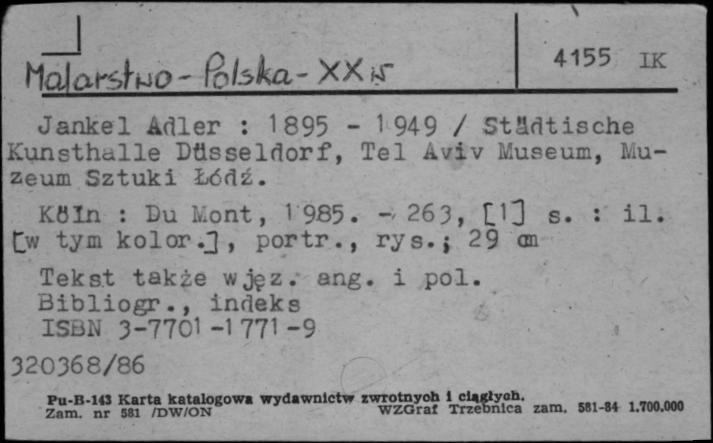 Malarstwo - Polska - XX w
4155 IK
Jankel Adler : 1895 - 1949 / Städtische
Kunsthalle Düsseldorf, Tel Aviv Museum, Mu-
zeum Sztuki Łódź.
Köln : Du Mont, 1985. - 263, [1] s. : il.
[w tym kolor.], portr., rys.; 29 cm
Tekst także w jęz. ang. i pol.
Bibliogr., indeks
ISBN 3-7701-1771-9
320368/86
Pu-B-143 Karta katalogowa wydawnictw zwrotnych i ciągłych.
Zam. nr 581 /DW/ON WZGraf Trzebnica zam. 581-84 1.700.000